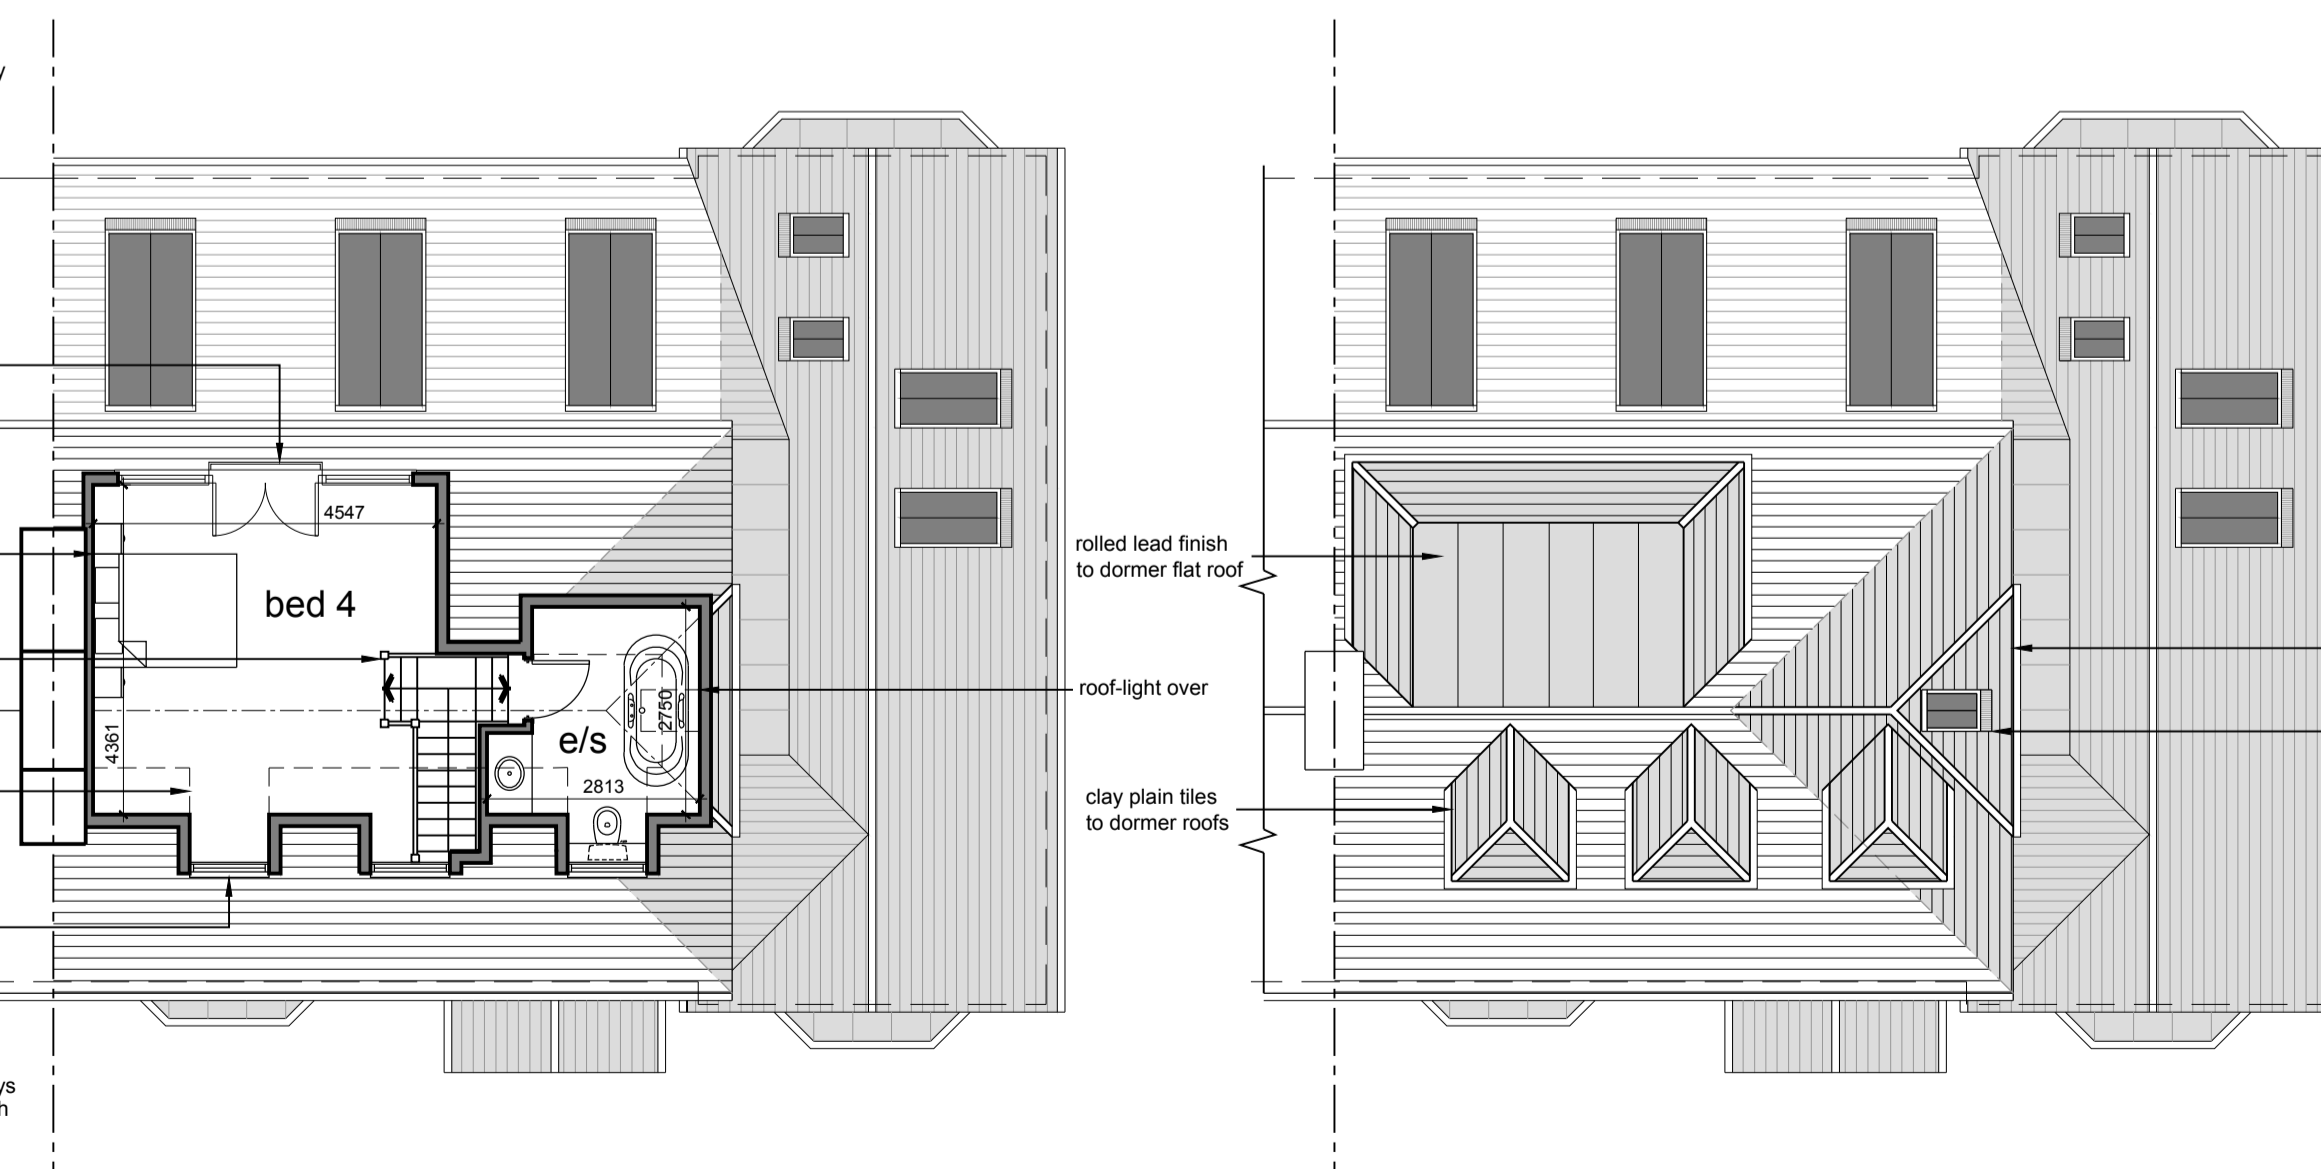 4547
bed 4
rolled lead finish
to dormer flat roof
roof-light over
2750
4361
e/s
2813
clay plain tiles
to dormer roofs